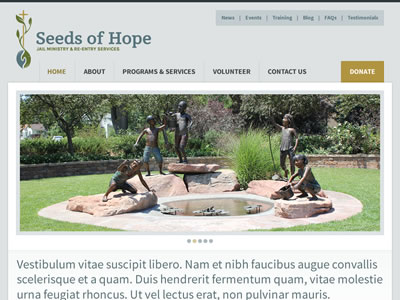 Seeds of Hope
JAIL MINISTRY & RE-ENTRY SERVICES
News | Events | Training | Blog | FAQs | Testimonials
HOME ABOUT PROGRAMS & SERVICES VOLUNTEER CONTACT US DONATE
Vestibulum vitae suscipit libero. Nam et nibh faucibus augue convallis
scelerisque et a quam. Duis hendrerit fermentum quam, vitae molestie
urna feugiat rhoncus. Ut vel lectus erat, non pulvinar mauris.